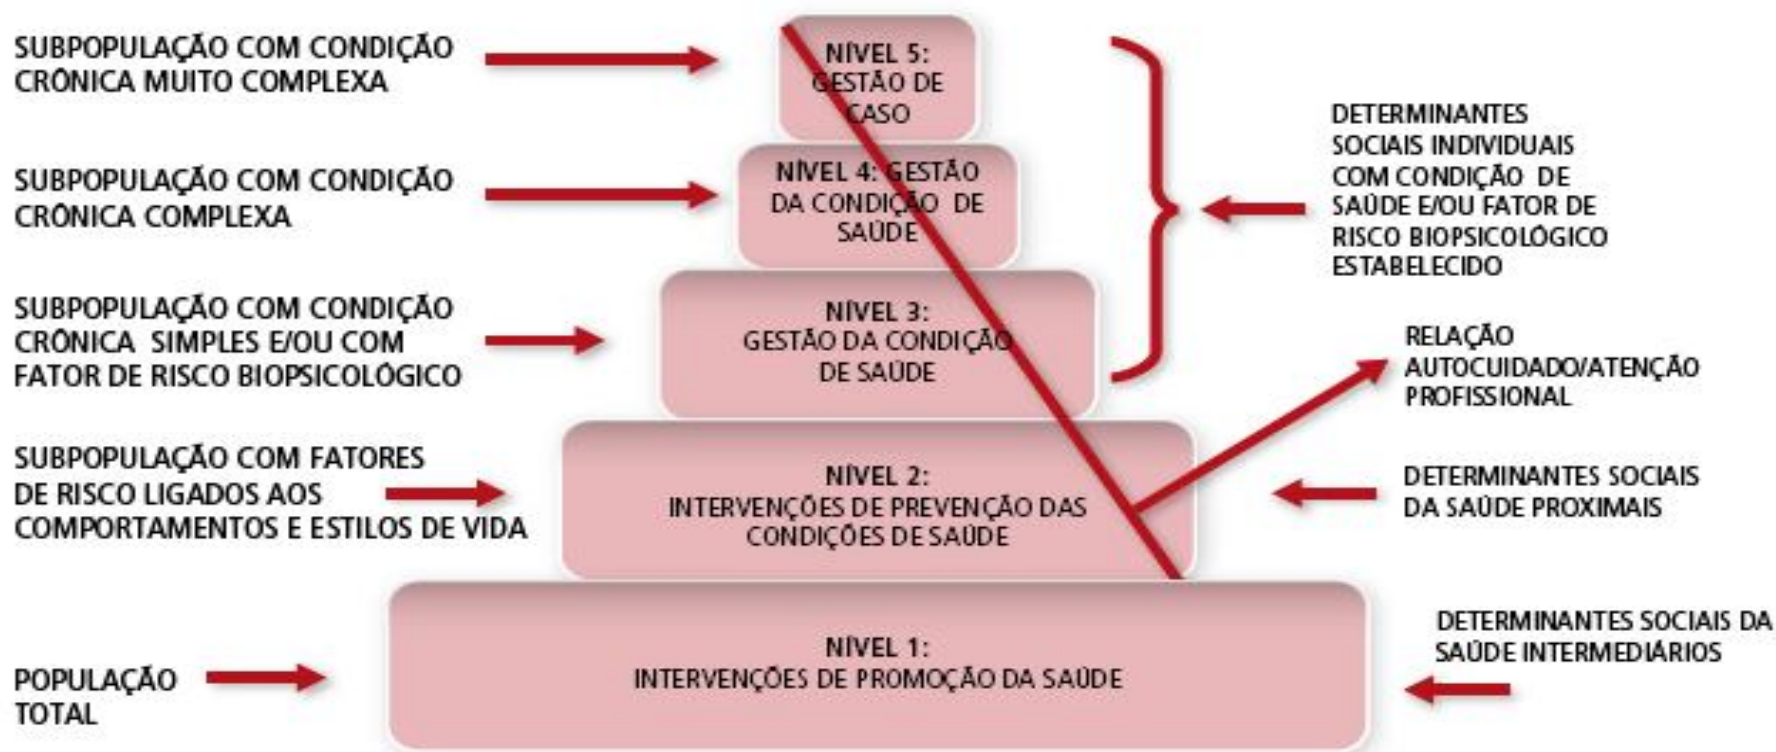 SUBPOPULAÇÃO COM CONDIÇÃO
CRÔNICA MUITO COMPLEXA
SUBPOPULAÇÃO COM CONDIÇÃO
CRÔNICA COMPLEXA
SUBPOPULAÇÃO COM CONDIÇÃO
CRÔNICA SIMPLES E/OU COM
FATOR DE RISCO BIOPSICOLÓGICO
SUBPOPULAÇÃO COM FATORES
DE RISCO LIGADOS AOS
COMPORTAMENTOS E ESTILOS DE VIDA
POPULAÇÃO
TOTAL
NÍVEL 5:
GESTÃO DE
CASO
NÍVEL 4: GESTÃO
DA CONDIÇÃO DE
SAÚDE
NÍVEL 3:
GESTÃO DA CONDIÇÃO
DE SAÚDE
NÍVEL 2:
INTERVENÇÕES DE PREVENÇÃO DAS
CONDIÇÕES DE SAÚDE
NÍVEL 1:
INTERVENÇÕES DE PROMOÇÃO DA SAÚDE
DETERMINANTES
SOCIAIS INDIVIDUAIS
COM CONDIÇÃO DE
SAÚDE E/OU FATOR DE
RISCO BIOPSICOLÓGICO
ESTABELECIDO
RELAÇÃO
AUTOCUIDADO/ATENÇÃO
PROFISSIONAL
DETERMINANTES SOCIAIS
DA SAÚDE PROXIMAIS
DETERMINANTES SOCIAIS DA
SAÚDE INTERMEDIÁRIOS